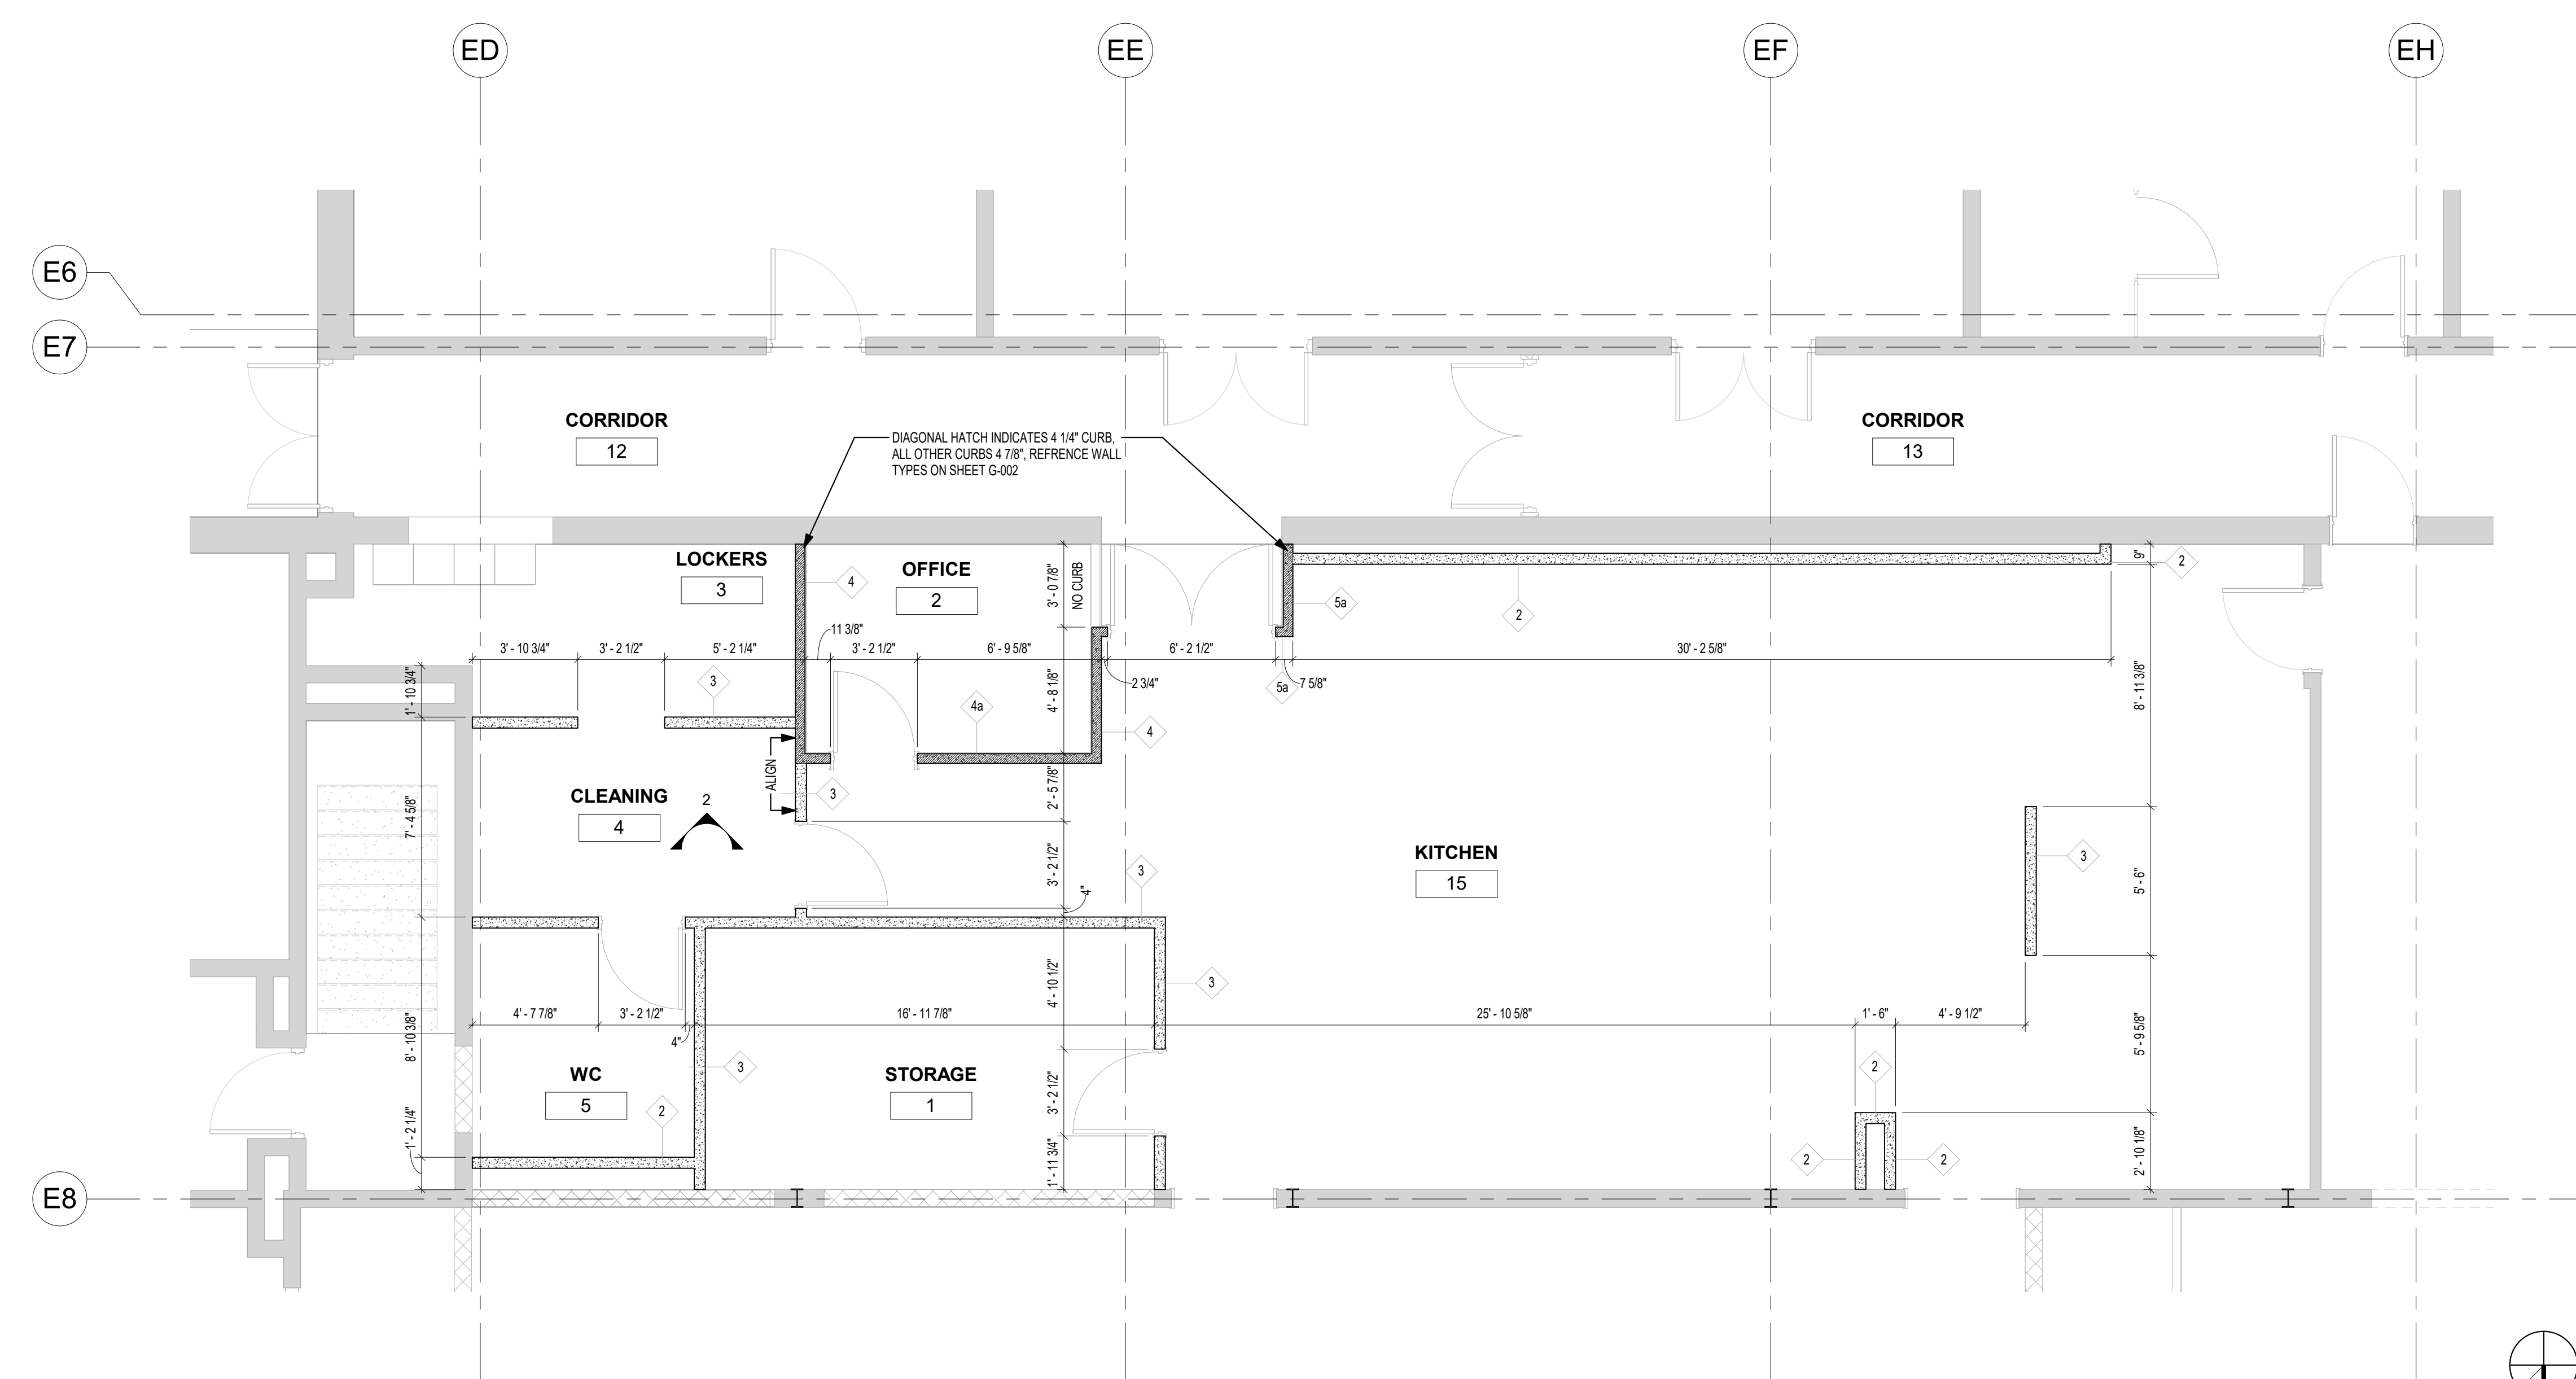 ED
EE
EF
EH
E6
E7
CORRIDOR
12
CORRIDOR
13
DIAGONAL HATCH INDICATES 4 1/4" CURB,
ALL OTHER CURBS 4 7/8", REFRENCE WALL
TYPES ON SHEET G-002
LOCKERS
3
OFFICE
2
4
3' - 0 7/8"
NO CURB
5a
2
9"
2
11 3/8"
3' - 10 3/4"
3' - 2 1/2"
5' - 2 1/4"
3' - 2 1/2"
6' - 9 5/8"
6' - 2 1/2"
30' - 2 5/8"
1' - 10 3/4"
3
4' - 8 1/8"
2 3/4"
5a
7 5/8"
8' - 11 3/8"
4a
4
ALIGN
3
2' - 5 7/8"
CLEANING
4
2
7' - 4 5/8"
3' - 2 1/2"
4"
3
KITCHEN
15
3
5' - 6"
4' - 10 1/2"
3
4' - 7 7/8"
3' - 2 1/2"
4"
16' - 11 7/8"
25' - 10 5/8"
1' - 6"
4' - 9 1/2"
8' - 10 3/8"
5' - 9 5/8"
3
WC
5
2
STORAGE
1
3' - 2 1/2"
2
1' - 2 1/4"
1' - 11 3/4"
2
2
2' - 10 1/8"
E8